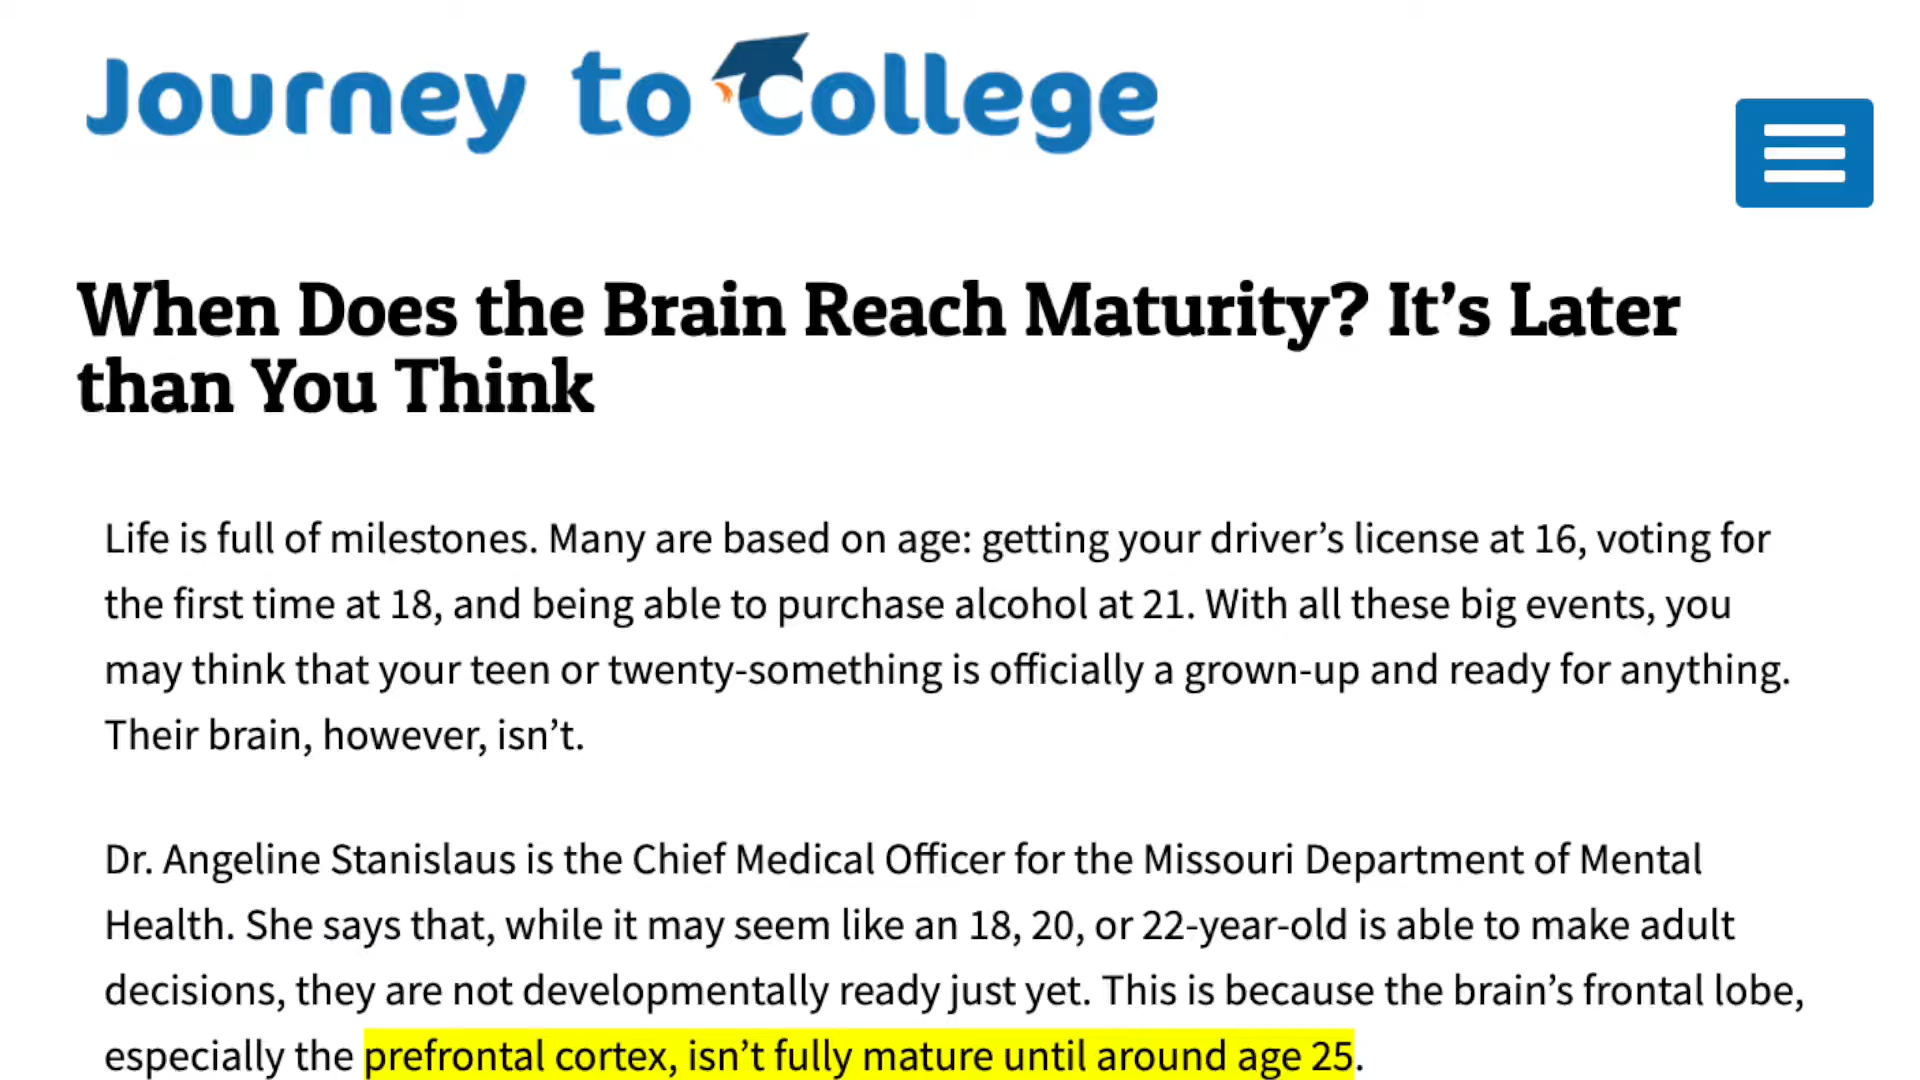 Journey to College
When Does the Brain Reach Maturity? It’s Later
than You Think
Life is full of milestones. Many are based on age: getting your driver’s license at 16, voting for
the first time at 18, and being able to purchase alcohol at 21. With all these big events, you
may think that your teen or twenty-something is officially a grown-up and ready for anything.
Their brain, however, isn’t.
Dr. Angeline Stanislaus is the Chief Medical Officer for the Missouri Department of Mental
Health. She says that, while it may seem like an 18, 20, or 22-year-old is able to make adult
decisions, they are not developmentally ready just yet. This is because the brain’s frontal lobe,
especially the prefrontal cortex, isn’t fully mature until around age 25.